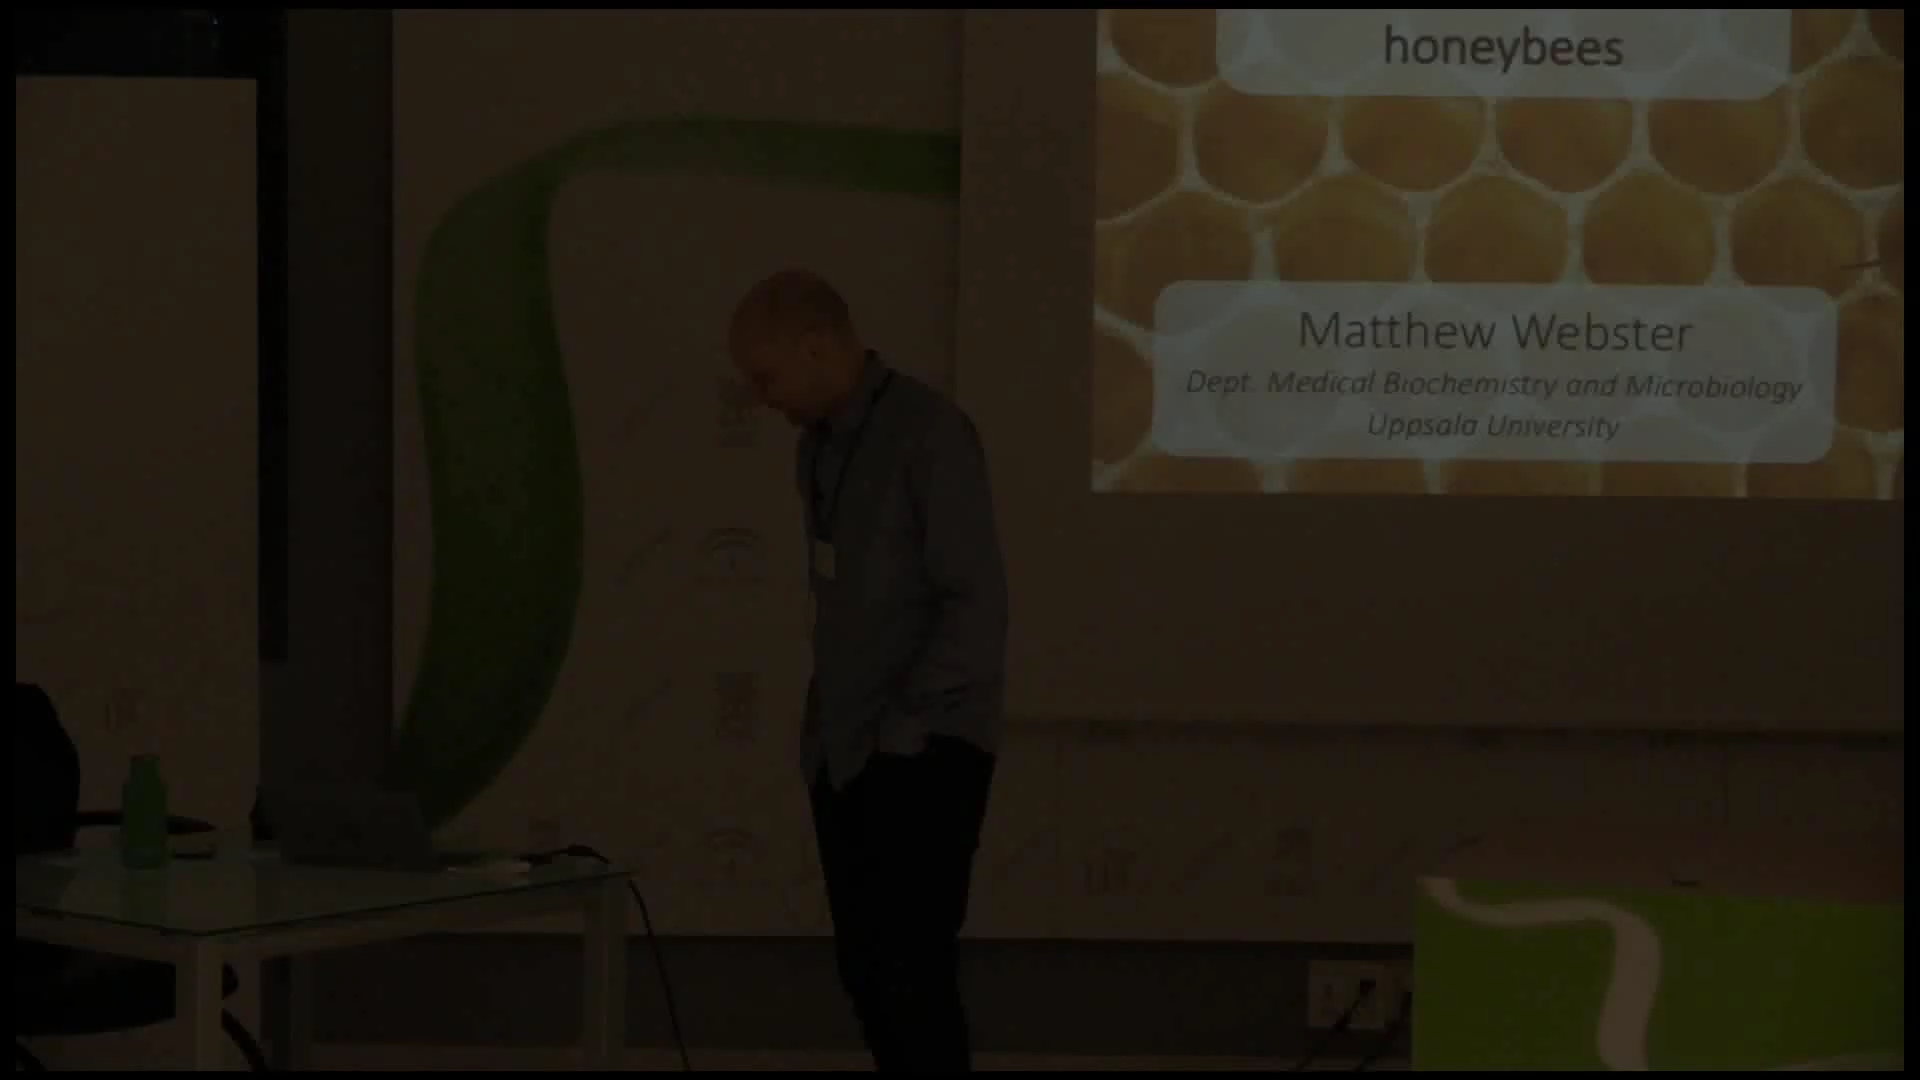 honeybees
Matthew Webster
Dept. Medical Biochemistry and Microbiology
Uppsala University